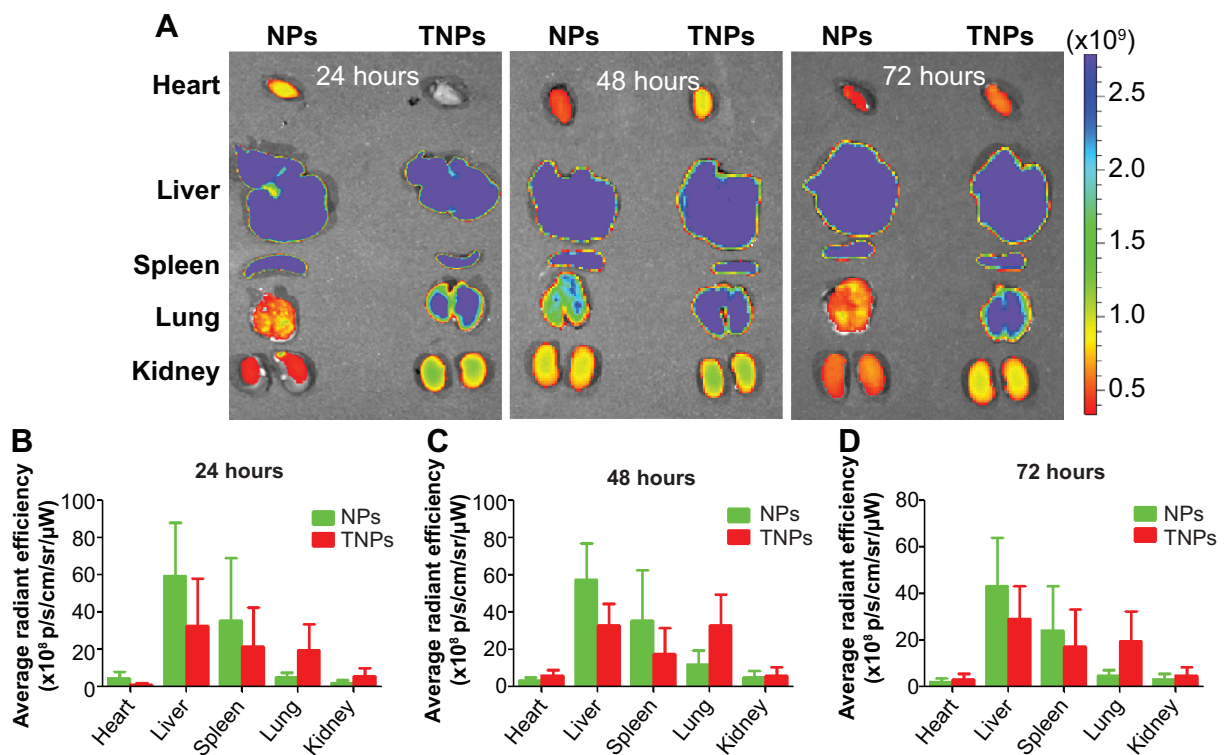 A
NPs TNPs NPs TNPs NPs TNPs
(x10⁹)
24 hours 48 hours 72 hours
Heart
Liver
Spleen
Lung
Kidney
2.5
2.0
1.5
1.0
0.5
B
24 hours
Average radiant efficiency
(x10⁸ p/s/cm/sr/µW)
100
80
60
40
20
0
NPs
TNPs
Heart Liver Spleen Lung Kidney
C
48 hours
Average radiant efficiency
(x10⁸ p/s/cm/sr/µW)
100
80
60
40
20
0
NPs
TNPs
Heart Liver Spleen Lung Kidney
D
72 hours
Average radiant efficiency
(x10⁸ p/s/cm/sr/µW)
80
60
40
20
0
NPs
TNPs
Heart Liver Spleen Lung Kidney